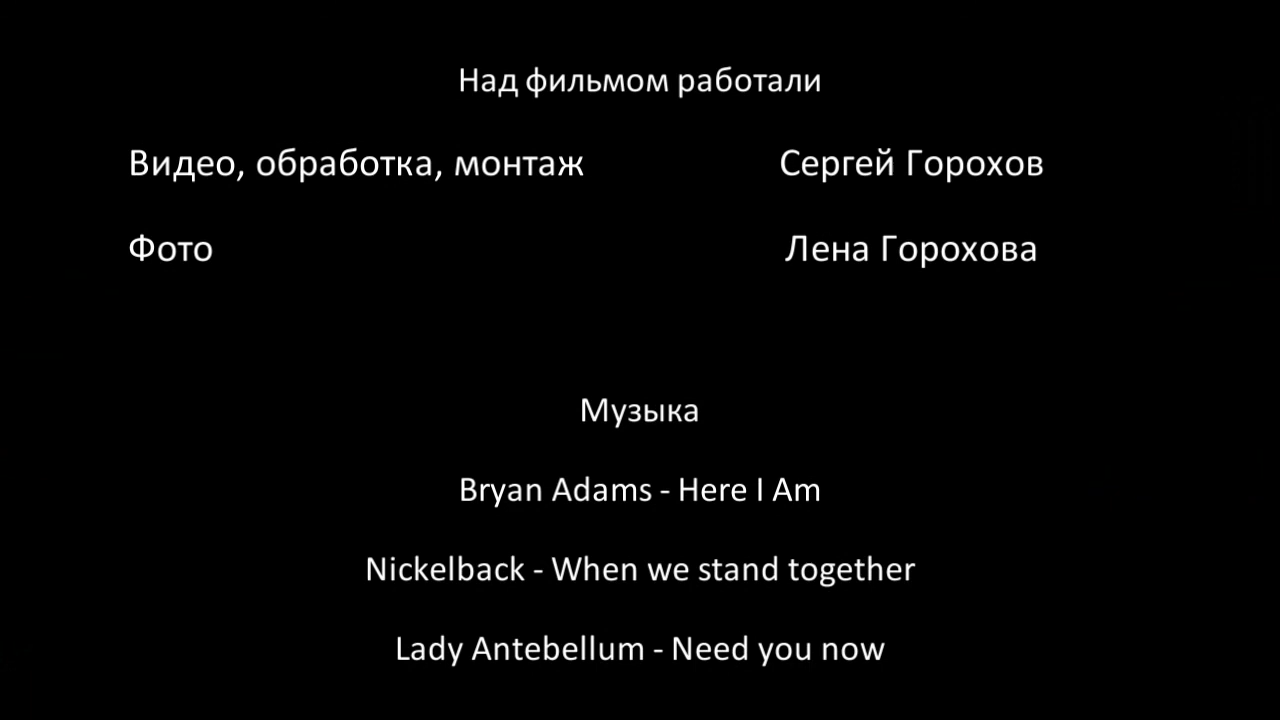 Над фильмом работали
Видео, обработка, монтаж Сергей Горохов
Фото Лена Горохова
Музыка
Bryan Adams - Here I Am
Nickelback - When we stand together
Lady Antebellum - Need you now